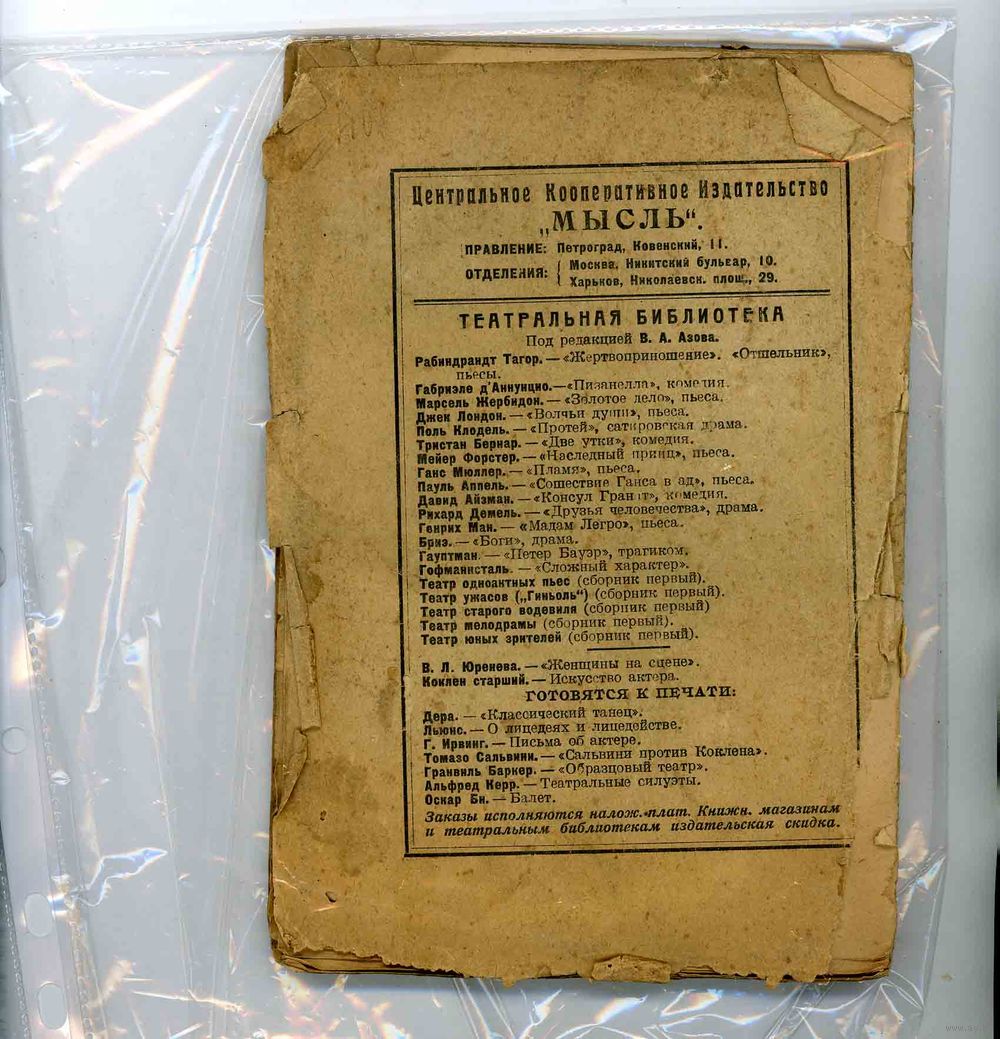 Центральное Кооперативное Издательство
„МЫСЛЬ“.
ПРАВЛЕНИЕ: Петроград, Ковенский, 11.
ОТДЕЛЕНИЯ: { Москва, Никитский бульвар, 10.
Харьков, Николаевск. площ., 29.
ТЕАТРАЛЬНАЯ БИБЛИОТЕКА
Под редакцией В. А. Азова.
Рабиндрандт Тагор. — «Жертвоприношение». «Отшельник»,
пьесы.
Габриэле д'Аннунцио.—«Пизанелла», комедия.
Марсель Жербидон. — «Золотое дело», пьеса.
Джек Лондон. — «Волчьи души», пьеса.
Поль Клодель. — «Протей», сатировская драма.
Тристан Бернар. — «Две утки», комедия.
Мейер Форстер. — «Наследный принц», пьеса.
Ганс Мюллер. — «Пламя», пьеса.
Пауль Аппель. — «Сошествие Ганса в ад», пьеса.
Давид Айзман. — «Консул Гранат», комедия.
Рихард Демель. — «Друзья человечества», драма.
Генрих Ман. — «Мадам Легро», пьеса.
Бриэ. — «Боги», драма.
Гауптман. — «Петер Бауэр», трагиком.
Гофманнсталь. — «Сложный характер».
Театр одноактных пьес (сборник первый).
Театр ужасов („Гиньоль“) (сборник первый).
Театр старого водевиля (сборник первый)
Театр мелодрамы (сборник первый).
Театр юных зрителей (сборник первый).
В. Л. Юренева. — «Женщины на сцене».
Коклен старший. — Искусство актера.
ГОТОВЯТСЯ К ПЕЧАТИ:
Дера. — «Классический танец».
Льюис. — О лицедеях и лицедействе.
Г. Ирвинг. — Письма об актере.
Томазо Сальвини. — «Сальвини против Коклена».
Гранвиль Баркер. — «Образцовый театр».
Альфред Керр. — Театральные силуэты.
Оскар Би. — Балет.
Заказы исполняются налож. плат. Книжн. магазинам
и театральным библиотекам издательская скидка.